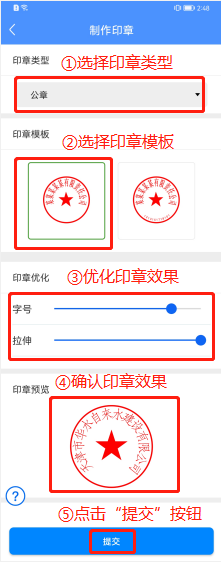 2:48
制作印章
印章类型
①选择印章类型
公章
印章模板
②选择印章模板
印章优化
③优化印章效果
字号
拉伸
印章预览
④确认印章效果
天津市华水自来水建设有限公司
?
⑤点击“提交”按钮
提交